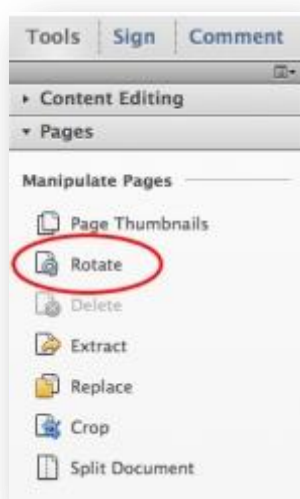 Tools Sign Comment
Content Editing
Pages
Manipulate Pages
Page Thumbnails
Rotate
Delete
Extract
Replace
Crop
Split Document